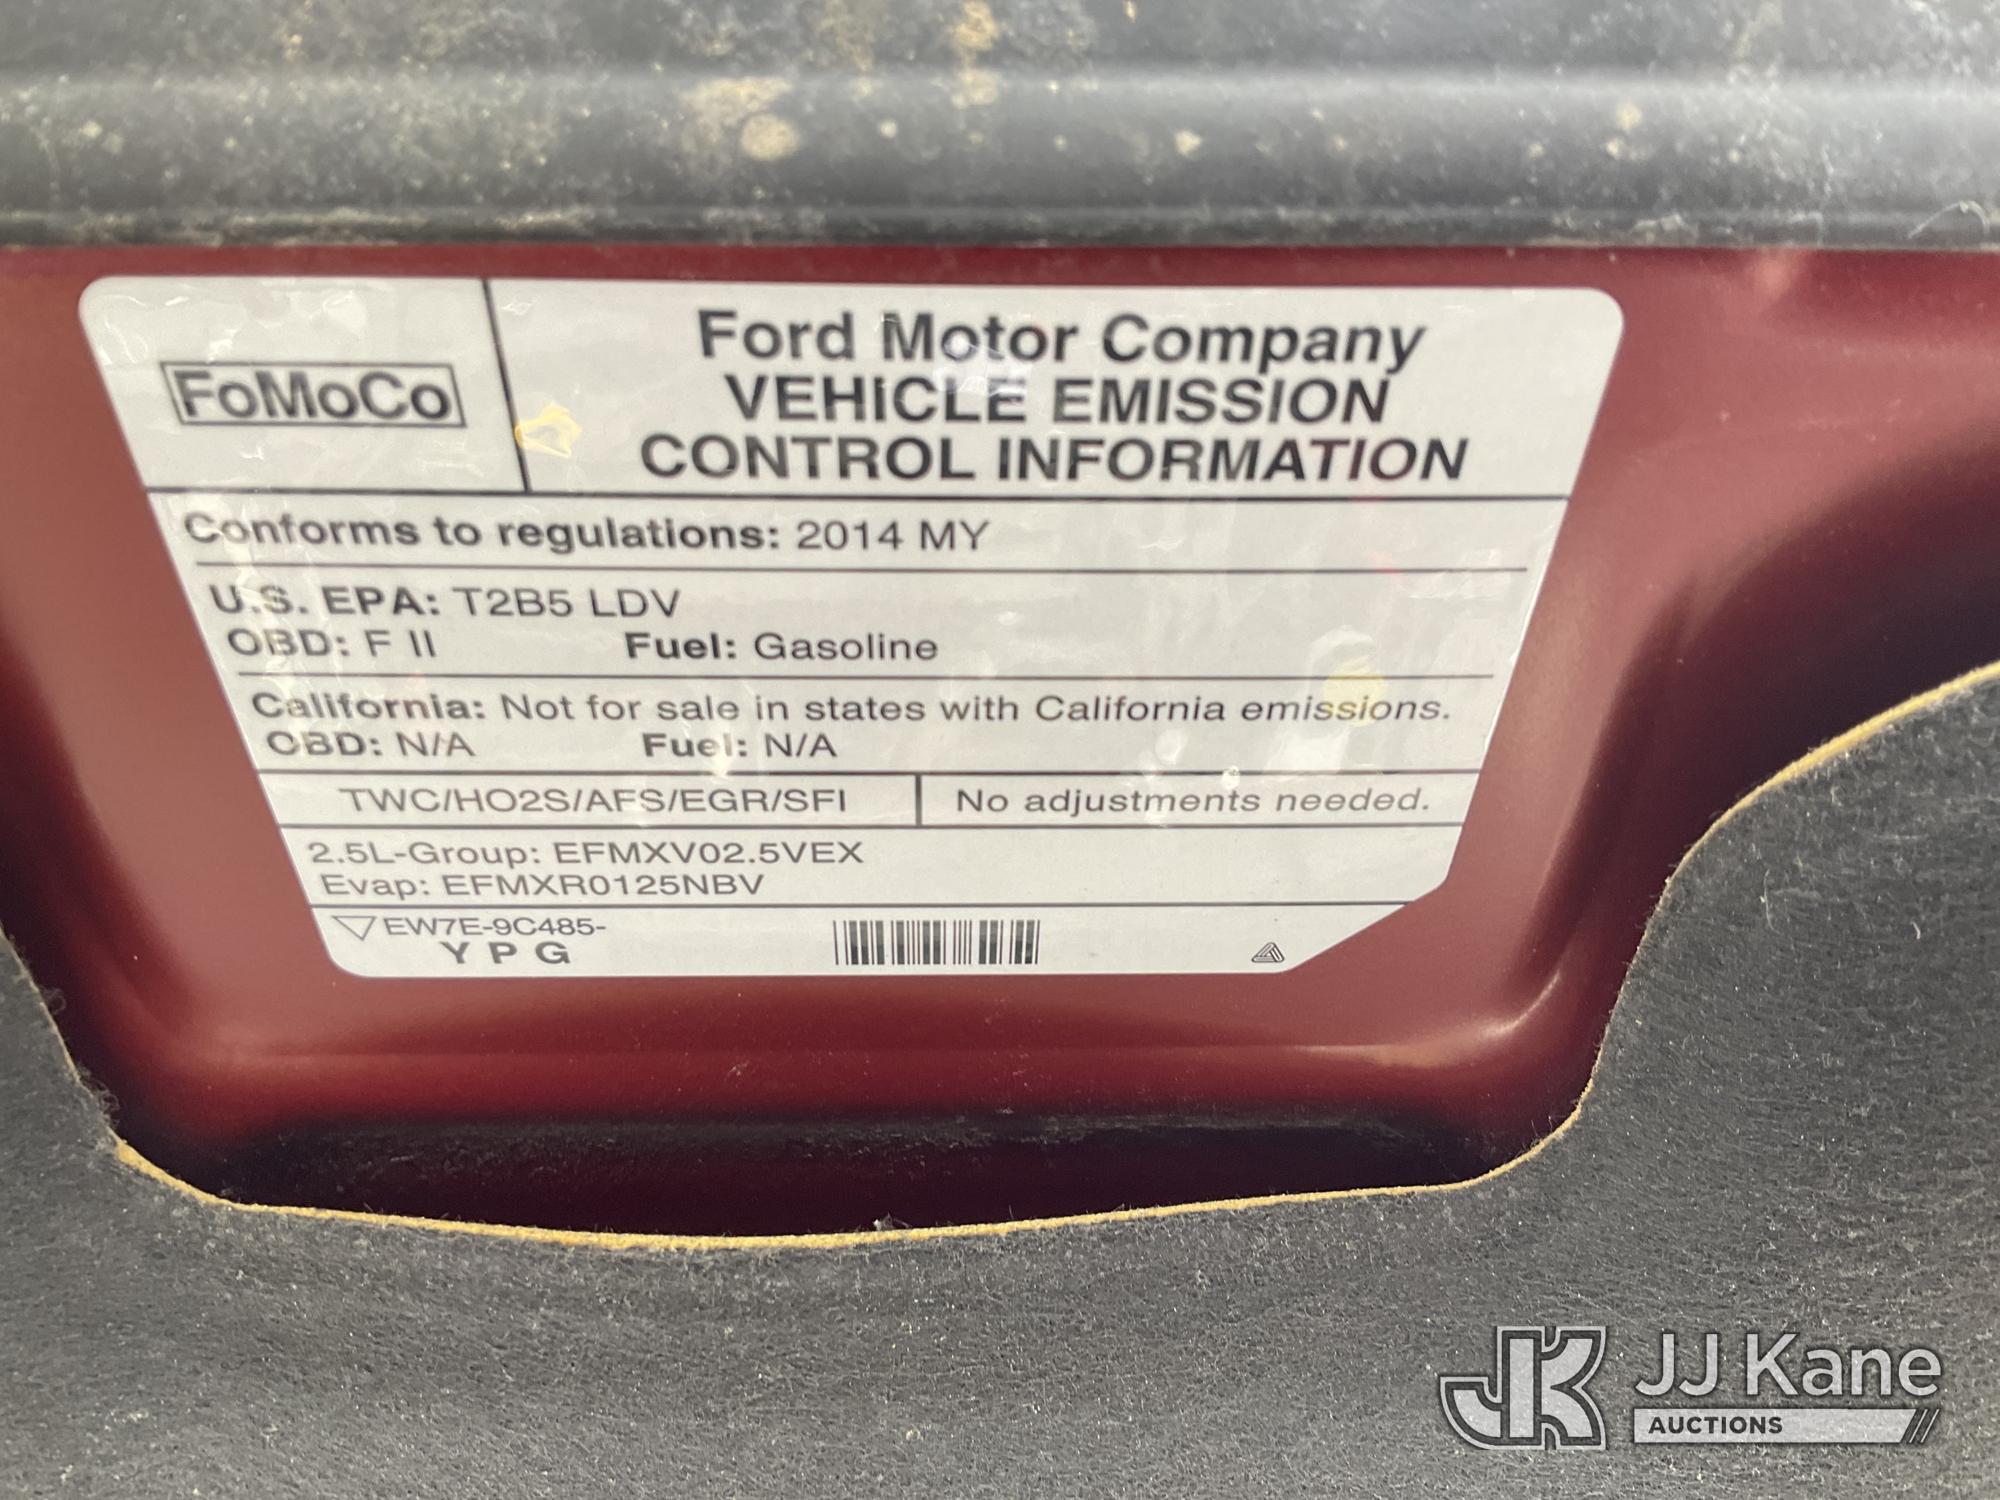 FoMoCo
Ford Motor Company
VEHICLE EMISSION
CONTROL INFORMATION
Conforms to regulations: 2014 MY
U.S. EPA: T2B5 LDV
OBD: F II Fuel: Gasoline
California: Not for sale in states with California emissions.
OBD: N/A Fuel: N/A
TWC/HO2S/AFS/EGR/SFI No adjustments needed.
2.5L-Group: EFMXV02.5VEX
Evap: EFMXR0125NBV
EW7E-9C485-
Y P G
JK JJ Kane
AUCTIONS